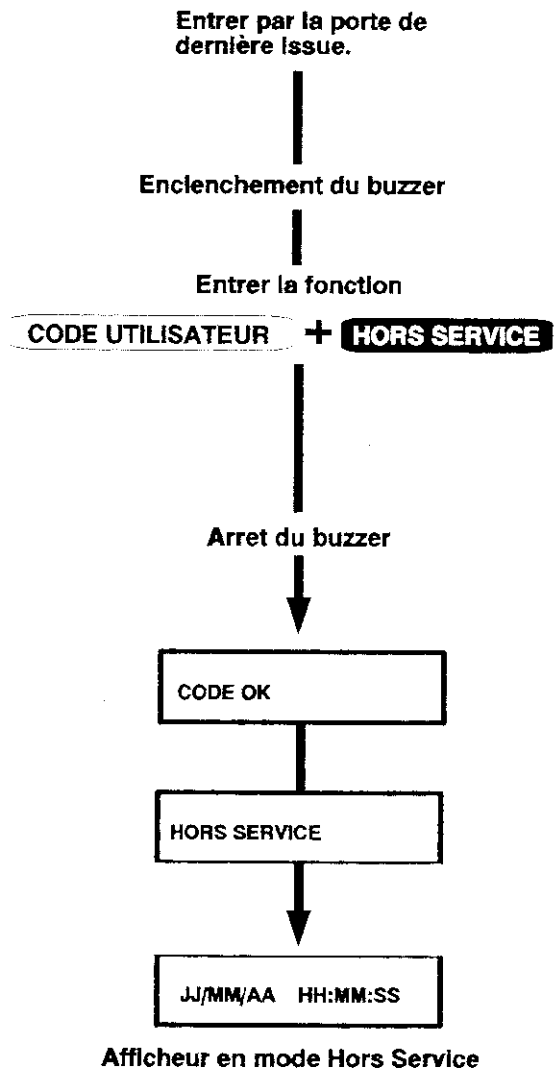 Entrer par la porte de
dernière issue.
Enclenchement du buzzer
Entrer la fonction
CODE UTILISATEUR + HORS SERVICE
Arret du buzzer
CODE OK
HORS SERVICE
JJ/MM/AA HH:MM:SS
Afficheur en mode Hors Service